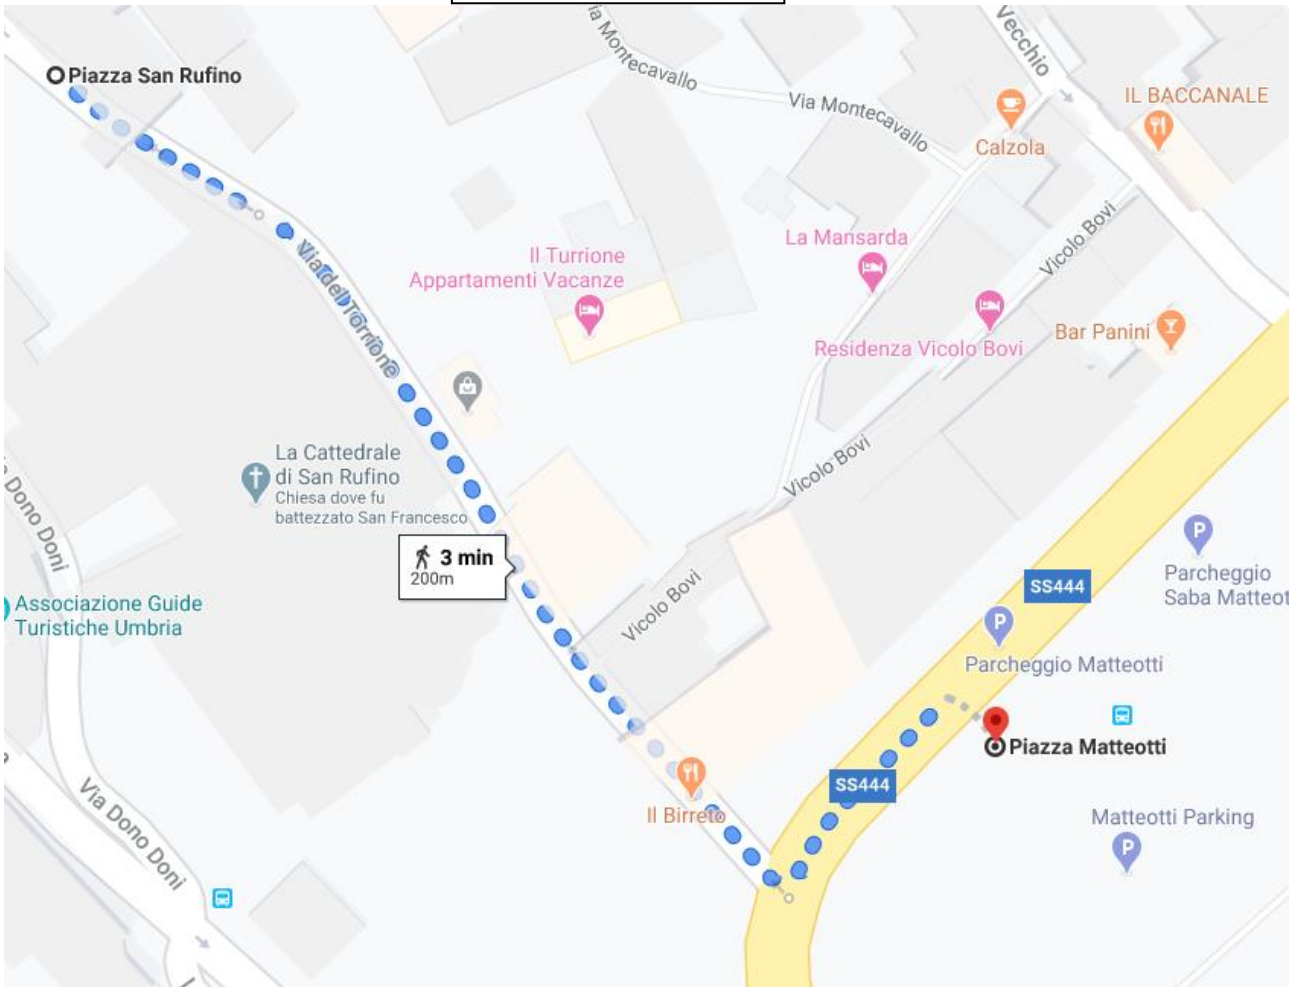 ia Montecavallo
Vecchio
Piazza San Rufino
Via Montecavallo
IL BACCANALE
Calzola
Vicolo Bovi
La Mansarda
Il Turrione
Appartamenti Vacanze
Via del Torrione
Residenza Vicolo Bovi
Bar Panini
La Cattedrale
di San Rufino
Chiesa dove fu
battezzato San Francesco
Vicolo Bovi
Dono Doni
3 min
200m
P
Parcheggio
Saba Matteot
SS444
Associazione Guide
Turistiche Umbria
Vicolo Bovi
P
Parcheggio Matteotti
Piazza Matteotti
SS444
Il Birreto
Matteotti Parking
P
Via Dono Doni